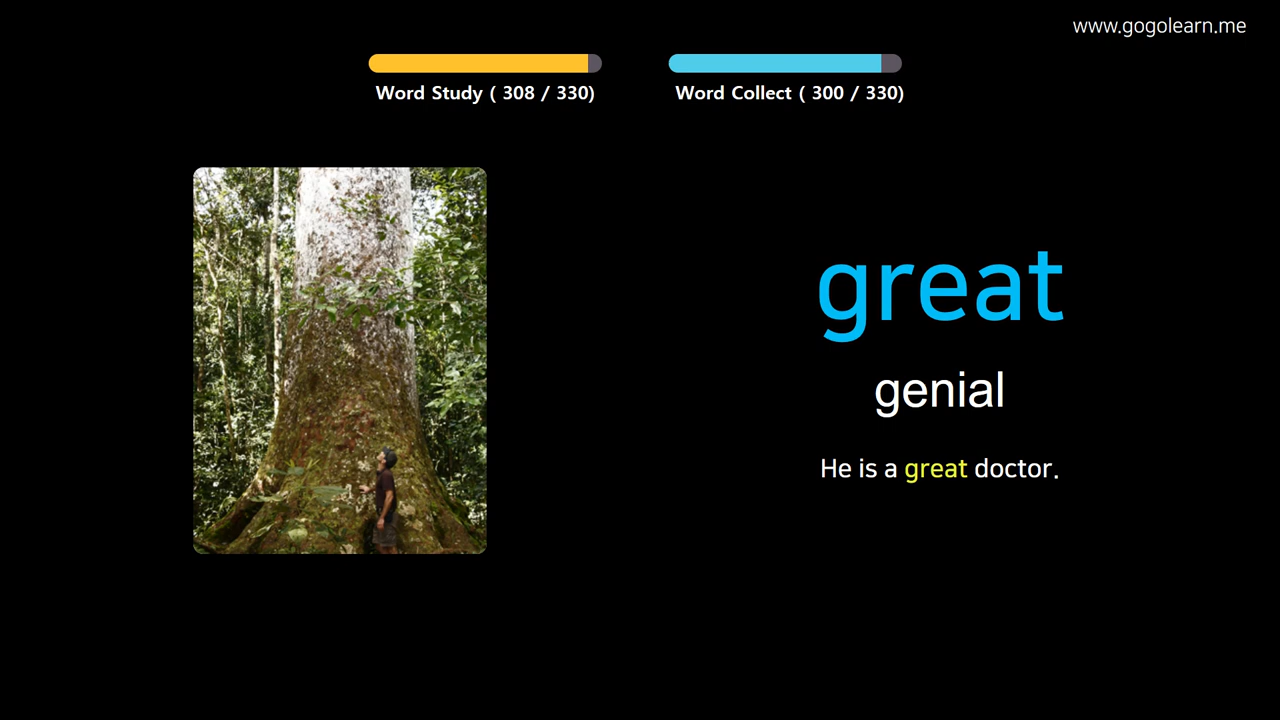 www.gogolearn.me
Word Study ( 308 / 330)
Word Collect ( 300 / 330)
great
genial
He is a great doctor.